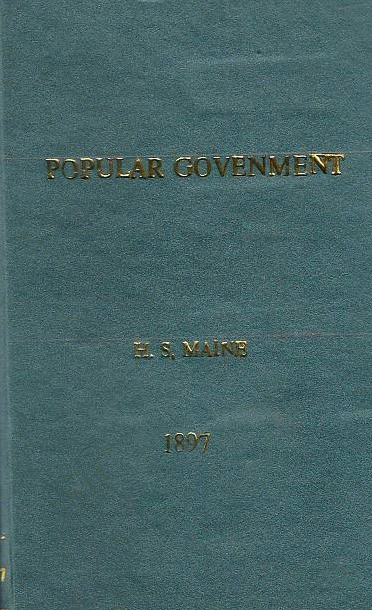 POPULAR GOVENMENT
H. S. MAINE
1897